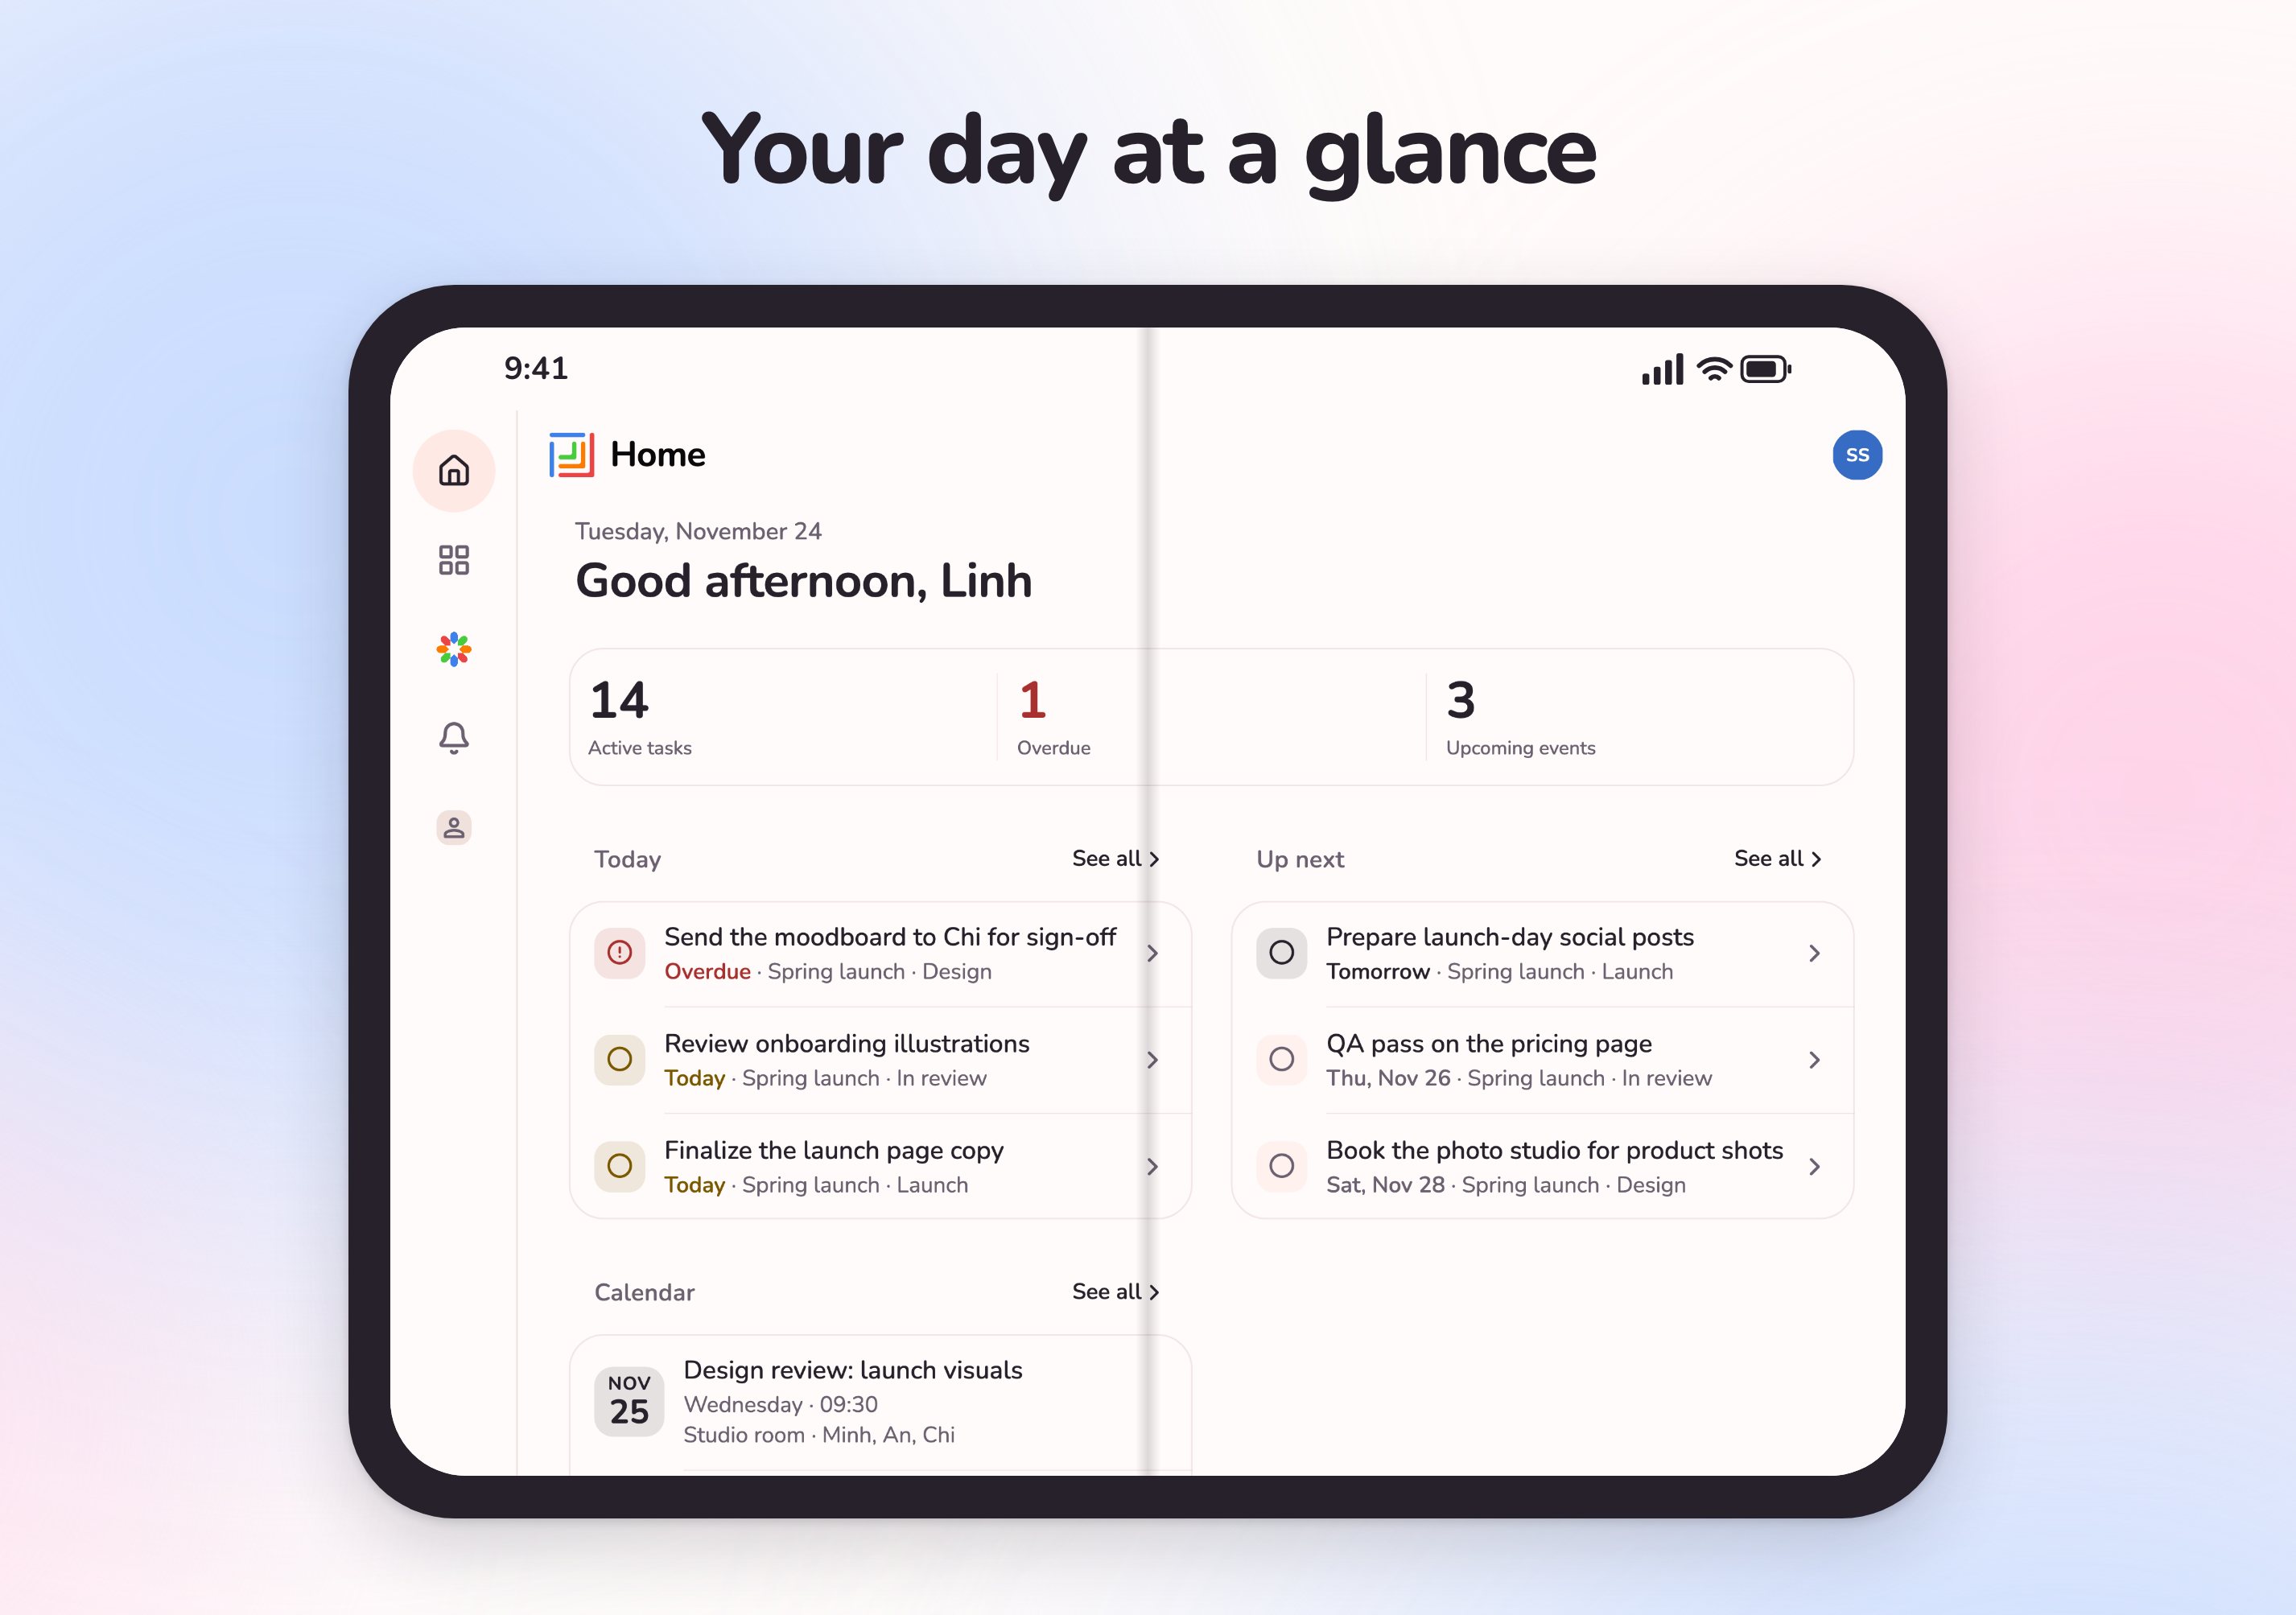 Your day at a glance
9:41
Home
SS
Tuesday, November 24
Good afternoon, Linh
14
Active tasks
1
Overdue
3
Upcoming events
Today
See all
Send the moodboard to Chi for sign-off
Overdue · Spring launch · Design
Review onboarding illustrations
Today · Spring launch · In review
Finalize the launch page copy
Today · Spring launch · Launch
Up next
See all
Prepare launch-day social posts
Tomorrow · Spring launch · Launch
QA pass on the pricing page
Thu, Nov 26 · Spring launch · In review
Book the photo studio for product shots
Sat, Nov 28 · Spring launch · Design
Calendar
See all
NOV
25
Design review: launch visuals
Wednesday · 09:30
Studio room · Minh, An, Chi